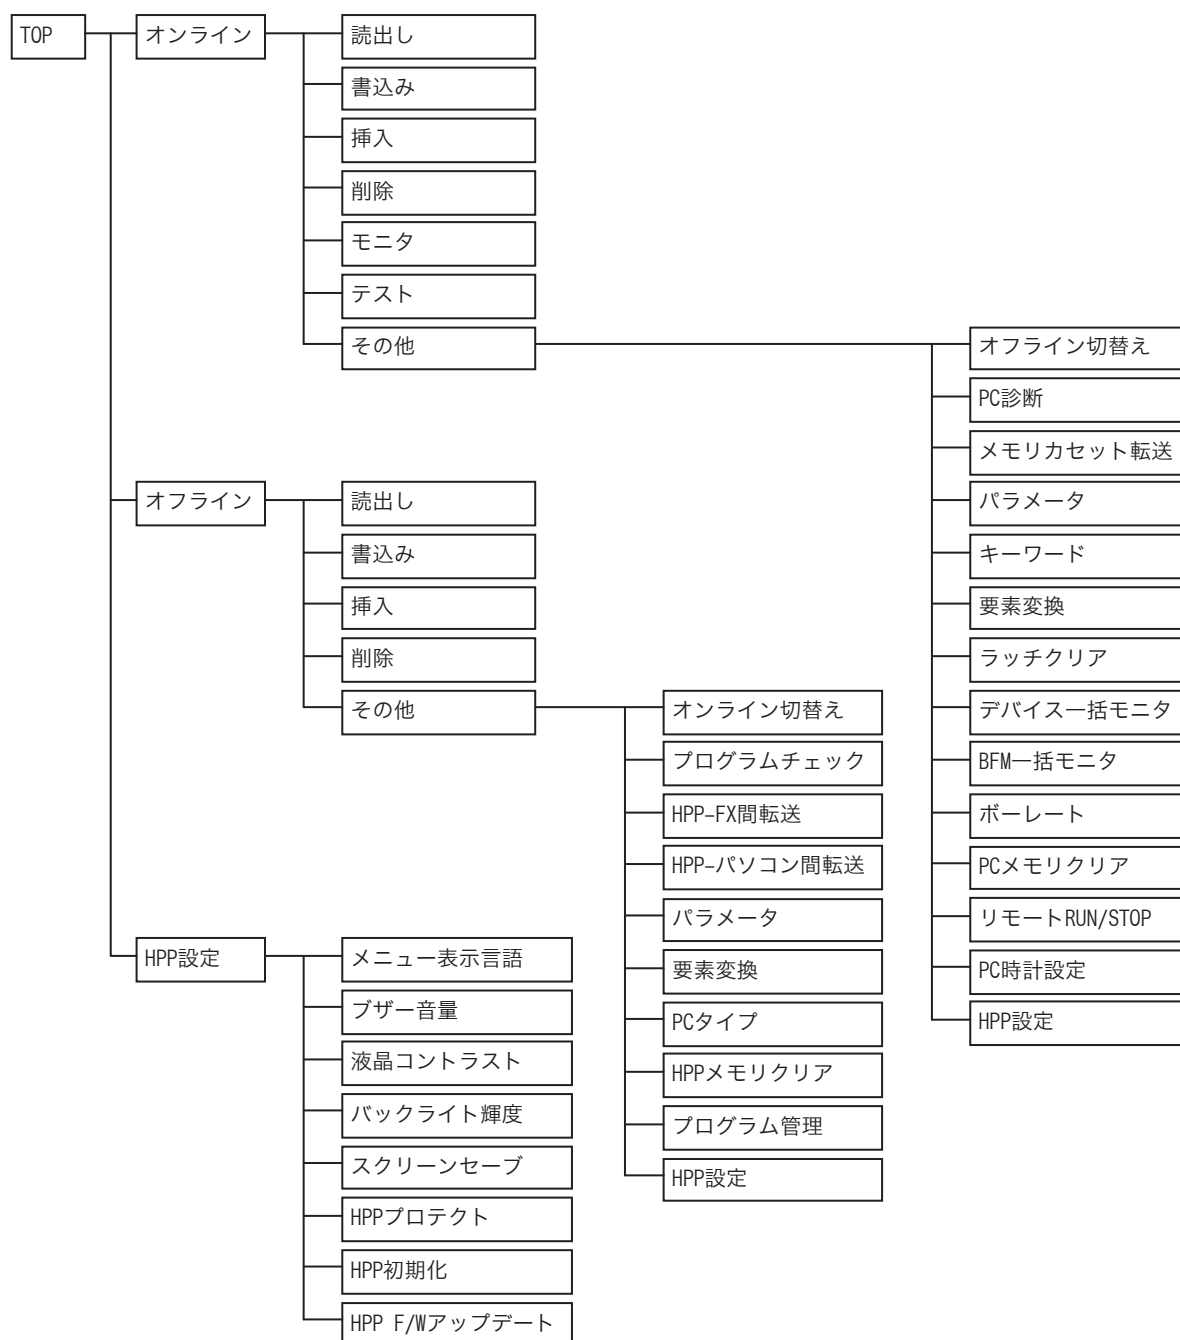 TOP
オンライン
読出し
書込み
挿入
削除
モニタ
テスト
その他
オフライン切替え
PC診断
メモリカセット転送
パラメータ
キーワード
要素変換
ラッチクリア
デバイス一括モニタ
BFM一括モニタ
ボーレート
PCメモリクリア
リモートRUN/STOP
PC時計設定
HPP設定
オフライン
読出し
書込み
挿入
削除
その他
オンライン切替え
プログラムチェック
HPP-FX間転送
HPP-パソコン間転送
パラメータ
要素変換
PCタイプ
HPPメモリクリア
プログラム管理
HPP設定
HPP設定
メニュー表示言語
ブザー音量
液晶コントラスト
バックライト輝度
スクリーンセーブ
HPPプロテクト
HPP初期化
HPP F/Wアップデート